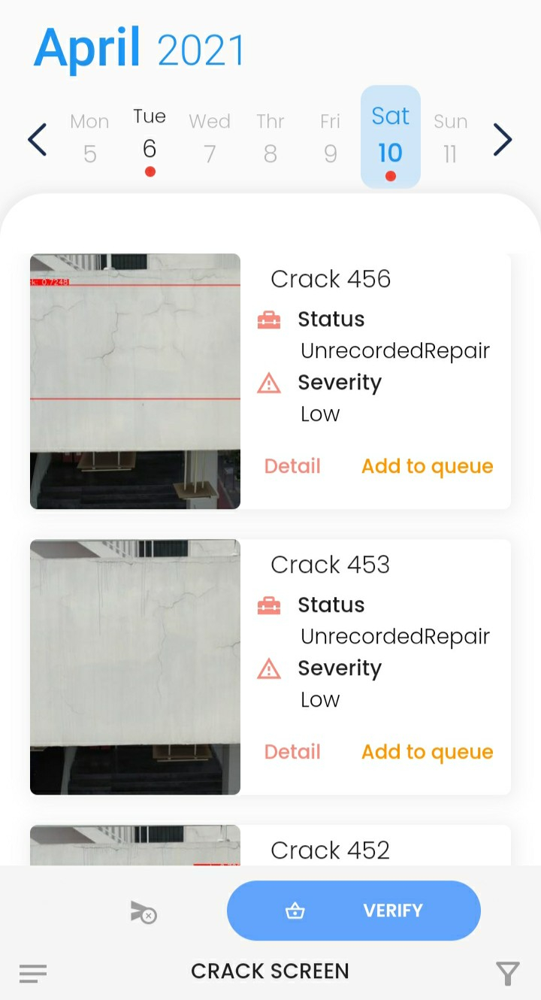 April 2021
Mon Tue Wed Thr Fri Sat Sun
5 6 7 8 9 10 11
k: 0.7248
Crack 456
Status
UnrecordedRepair
Severity
Low
Detail Add to queue
Crack 453
Status
UnrecordedRepair
Severity
Low
Detail Add to queue
Crack 452
VERIFY
CRACK SCREEN